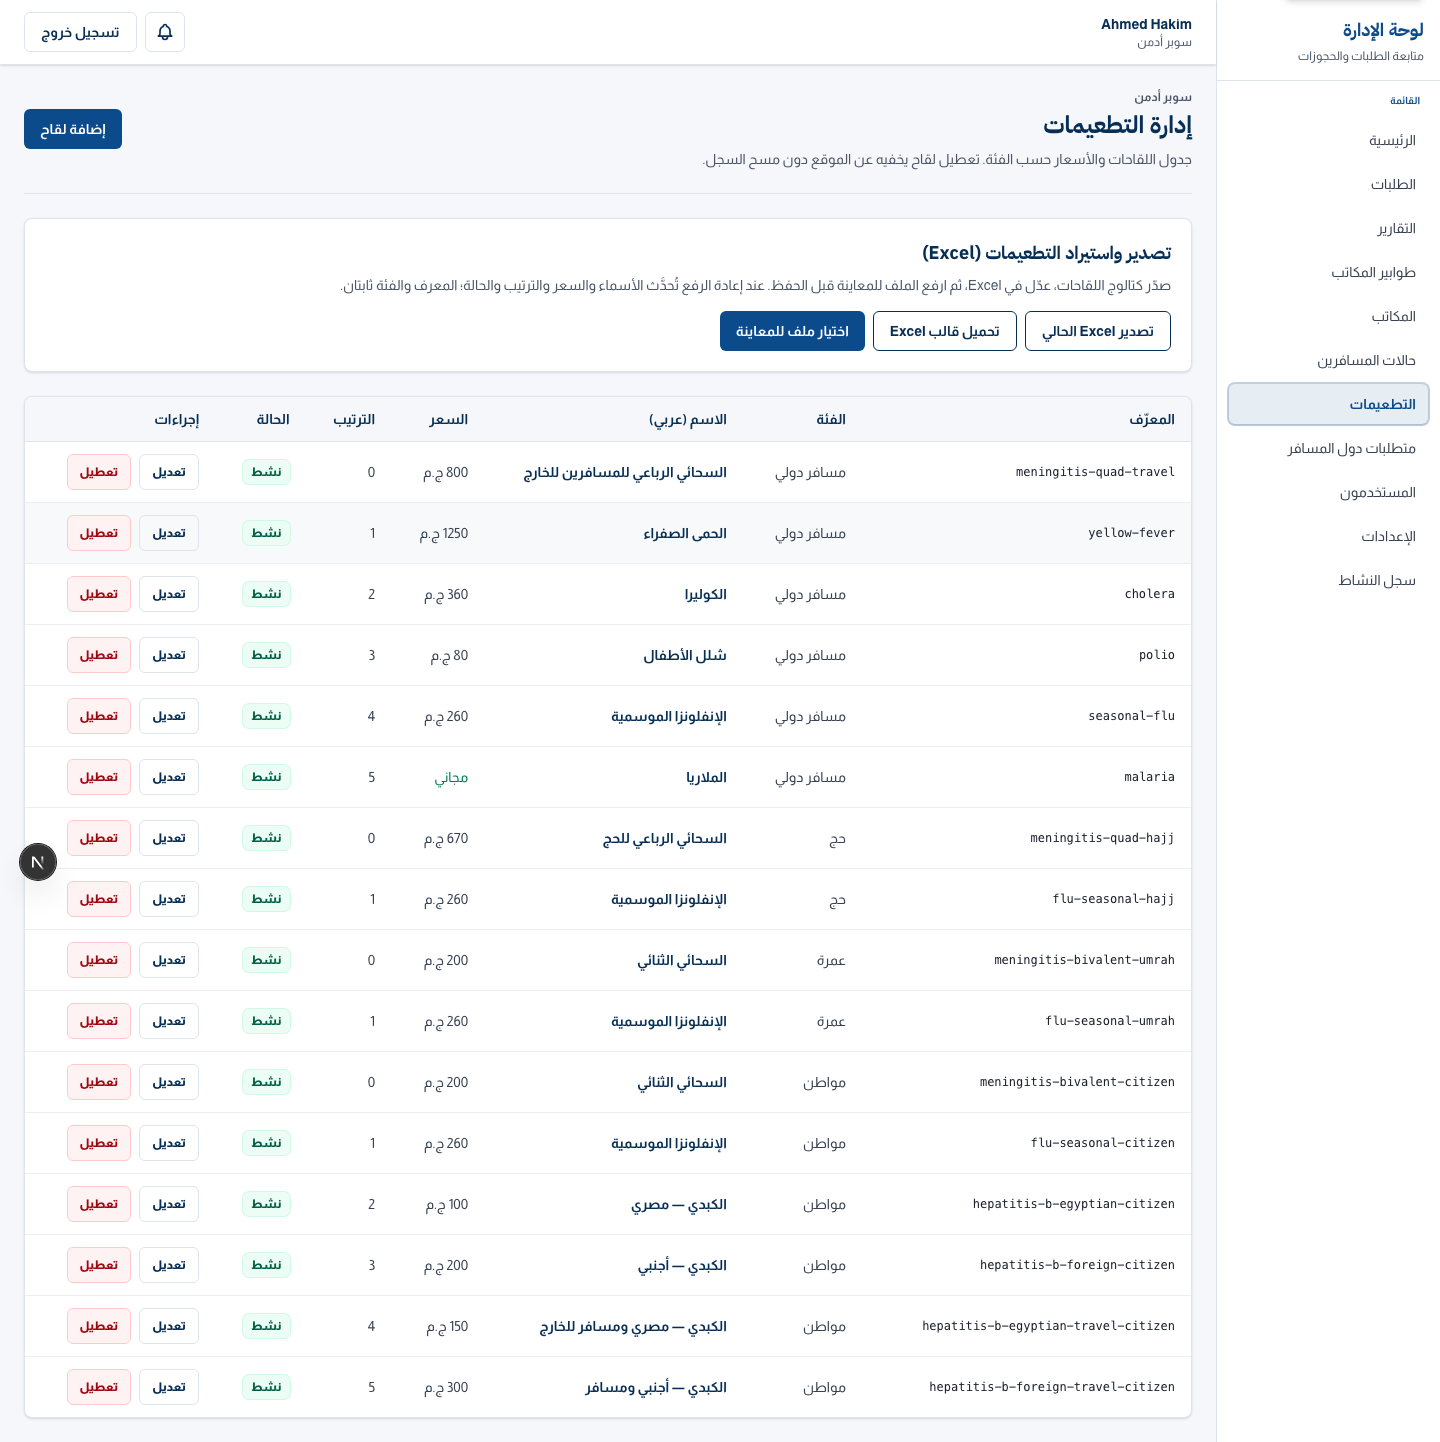 لوحة الإدارة
متابعة الطلبات والحجوزات
القائمة
الرئيسية
الطلبات
التقارير
طوابير المكاتب
المكاتب
حالات المسافرين
التطعيمات
متطلبات دول المسافر
المستخدمون
الإعدادات
سجل النشاط
Ahmed Hakim
سوبر أدمن
تسجيل خروج
سوبر أدمن
إدارة التطعيمات
جدول اللقاحات والأسعار حسب الفئة. تعطيل لقاح يخفيه عن الموقع دون مسح السجل.
إضافة لقاح
تصدير واستيراد التطعيمات (Excel)
صدّر كتالوج اللقاحات، عدّل في Excel، ثم ارفع الملف للمعاينة قبل الحفظ. عند إعادة الرفع تُحدَّث الأسماء والسعر والترتيب والحالة؛ المعرف والفئة ثابتان.
تصدير Excel الحالي تحميل قالب Excel اختيار ملف للمعاينة
المعرّف الفئة الاسم (عربي) السعر الترتيب الحالة إجراءات
meningitis-quad-travel مسافر دولي السحائي الرباعي للمسافرين للخارج 800 ج.م 0 نشط تعديل تعطيل
yellow-fever مسافر دولي الحمى الصفراء 1250 ج.م 1 نشط تعديل تعطيل
cholera مسافر دولي الكوليرا 360 ج.م 2 نشط تعديل تعطيل
polio مسافر دولي شلل الأطفال 80 ج.م 3 نشط تعديل تعطيل
seasonal-flu مسافر دولي الإنفلونزا الموسمية 260 ج.م 4 نشط تعديل تعطيل
malaria مسافر دولي الملاريا مجاني 5 نشط تعديل تعطيل
meningitis-quad-hajj حج السحائي الرباعي للحج 670 ج.م 0 نشط تعديل تعطيل
flu-seasonal-hajj حج الإنفلونزا الموسمية 260 ج.م 1 نشط تعديل تعطيل
meningitis-bivalent-umrah عمرة السحائي الثنائي 200 ج.م 0 نشط تعديل تعطيل
flu-seasonal-umrah عمرة الإنفلونزا الموسمية 260 ج.م 1 نشط تعديل تعطيل
meningitis-bivalent-citizen مواطن السحائي الثنائي 200 ج.م 0 نشط تعديل تعطيل
flu-seasonal-citizen مواطن الإنفلونزا الموسمية 260 ج.م 1 نشط تعديل تعطيل
hepatitis-b-egyptian-citizen مواطن الكبدي — مصري 100 ج.م 2 نشط تعديل تعطيل
hepatitis-b-foreign-citizen مواطن الكبدي — أجنبي 200 ج.م 3 نشط تعديل تعطيل
hepatitis-b-egyptian-travel-citizen مواطن الكبدي — مصري ومسافر للخارج 150 ج.م 4 نشط تعديل تعطيل
hepatitis-b-foreign-travel-citizen مواطن الكبدي — أجنبي ومسافر 300 ج.م 5 نشط تعديل تعطيل